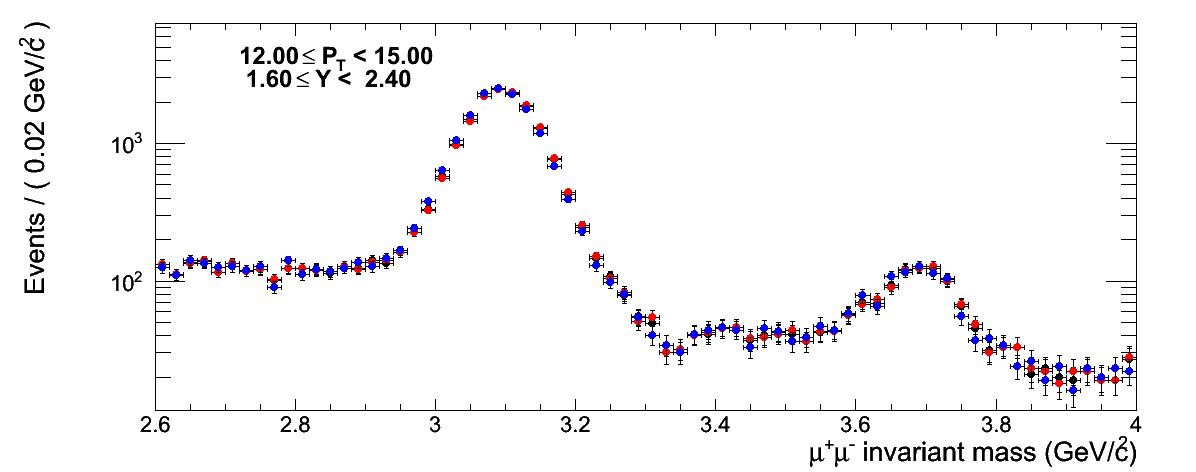 Events / ( 0.02 GeV/c²)
12.00 ≤ P_T < 15.00
1.60 ≤ Y < 2.40
10³
10²
2.6 2.8 3 3.2 3.4 3.6 3.8 4
μ⁺μ⁻ invariant mass (GeV/c²)